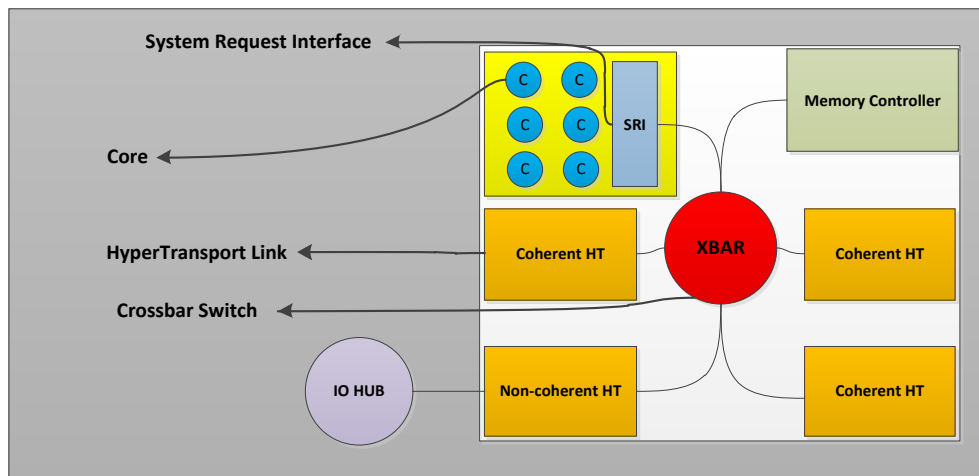 System Request Interface
C
C
Memory Controller
C
C
SRI
Core
C
C
HyperTransport Link
Coherent HT
XBAR
Coherent HT
Crossbar Switch
IO HUB
Non-coherent HT
Coherent HT